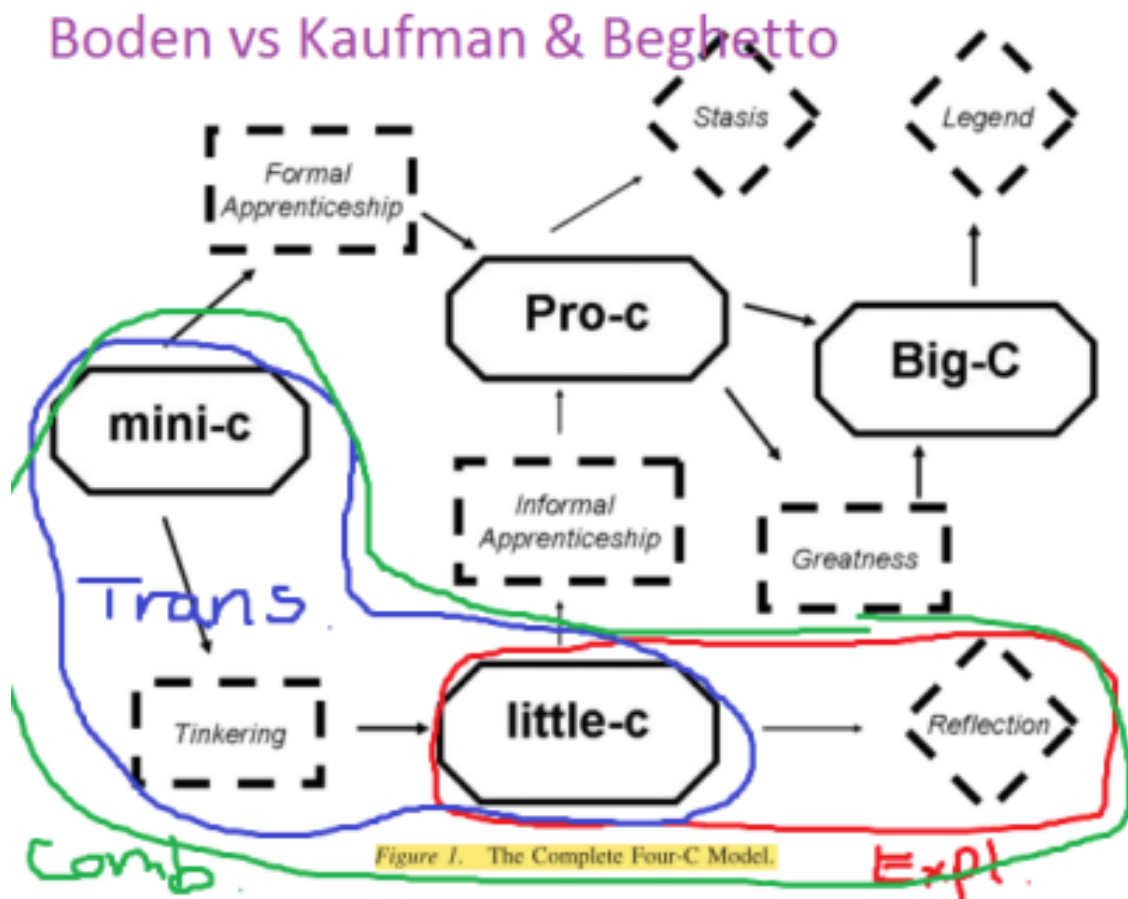 Boden vs Kaufman & Beghetto
Stasis
Legend
Formal
Apprenticeship
Pro-c
Big-C
mini-c
Informal
Apprenticeship
Greatness
Trans.
Tinkering
little-c
Reflection
Comb.
Figure 1. The Complete Four-C Model.
Expl.